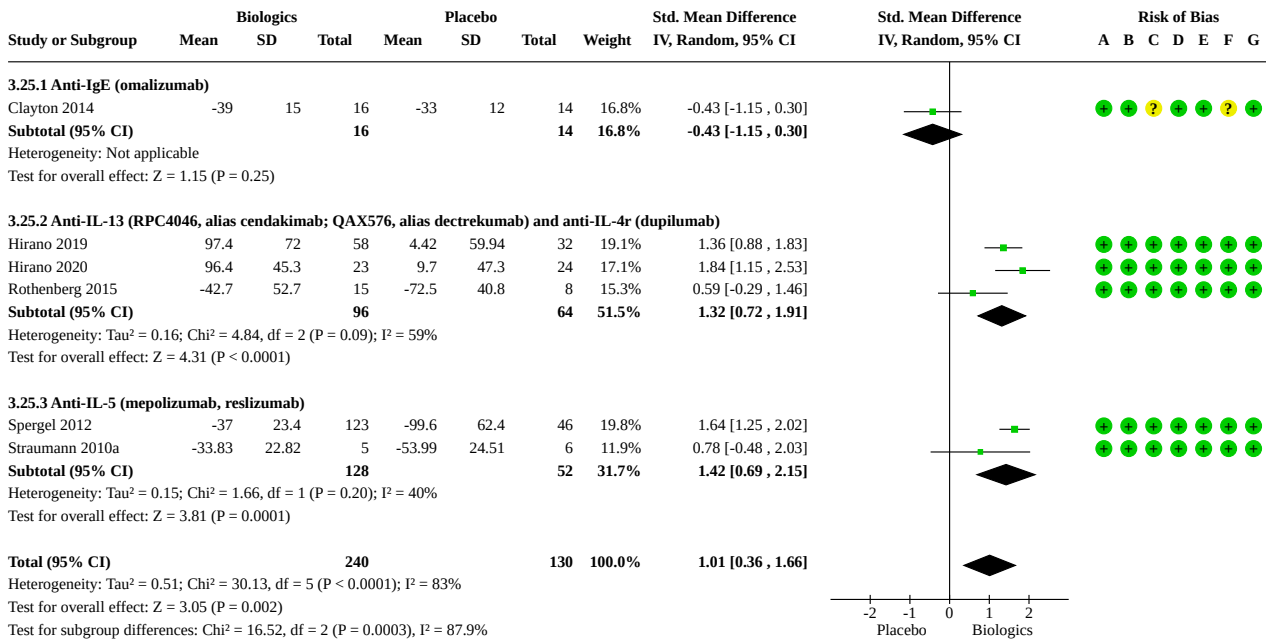 Biologics Placebo Std. Mean Difference Std. Mean Difference Risk of Bias
Study or Subgroup Mean SD Total Mean SD Total Weight IV, Random, 95% CI IV, Random, 95% CI A B C D E F G
3.25.1 Anti-IgE (omalizumab)
Clayton 2014 -39 15 16 -33 12 14 16.8% -0.43 [-1.15 , 0.30] + + ? + + ? +
Subtotal (95% CI) 16 14 16.8% -0.43 [-1.15 , 0.30]
Heterogeneity: Not applicable
Test for overall effect: Z = 1.15 (P = 0.25)
3.25.2 Anti-IL-13 (RPC4046, alias cendakimab; QAX576, alias dectrekumab) and anti-IL-4r (dupilumab)
Hirano 2019 97.4 72 58 4.42 59.94 32 19.1% 1.36 [0.88 , 1.83] + + + + + + +
Hirano 2020 96.4 45.3 23 9.7 47.3 24 17.1% 1.84 [1.15 , 2.53] + + + + + + +
Rothenberg 2015 -42.7 52.7 15 -72.5 40.8 8 15.3% 0.59 [-0.29 , 1.46] + + + + + + +
Subtotal (95% CI) 96 64 51.5% 1.32 [0.72 , 1.91]
Heterogeneity: Tau² = 0.16; Chi² = 4.84, df = 2 (P = 0.09); I² = 59%
Test for overall effect: Z = 4.31 (P < 0.0001)
3.25.3 Anti-IL-5 (mepolizumab, reslizumab)
Spergel 2012 -37 23.4 123 -99.6 62.4 46 19.8% 1.64 [1.25 , 2.02] + + + + + + +
Straumann 2010a -33.83 22.82 5 -53.99 24.51 6 11.9% 0.78 [-0.48 , 2.03] + + + + + + +
Subtotal (95% CI) 128 52 31.7% 1.42 [0.69 , 2.15]
Heterogeneity: Tau² = 0.15; Chi² = 1.66, df = 1 (P = 0.20); I² = 40%
Test for overall effect: Z = 3.81 (P = 0.0001)
Total (95% CI) 240 130 100.0% 1.01 [0.36 , 1.66]
Heterogeneity: Tau² = 0.51; Chi² = 30.13, df = 5 (P < 0.0001); I² = 83%
Test for overall effect: Z = 3.05 (P = 0.002) -2 -1 0 1 2
Test for subgroup differences: Chi² = 16.52, df = 2 (P = 0.0003), I² = 87.9% Placebo Biologics